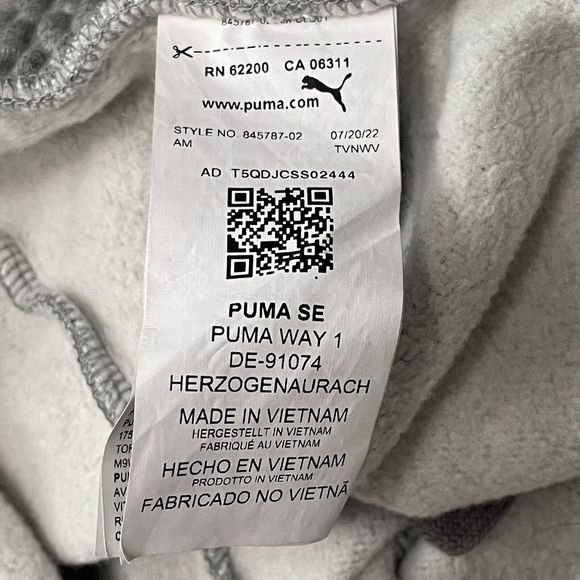 RN 62200 CA 06311
www.puma.com
STYLE NO. 845787-02 07/20/22
AM TVNWV
AD T5QDJCSS02444
PUMA SE
PUMA WAY 1
DE-91074
HERZOGENAURACH
MADE IN VIETNAM
HERGESTELLT IN VIETNAM
FABRIQUÉ AU VIETNAM
HECHO EN VIETNAM
PRODOTTO IN VIETNAM
FABRICADO NO VIETNÃ